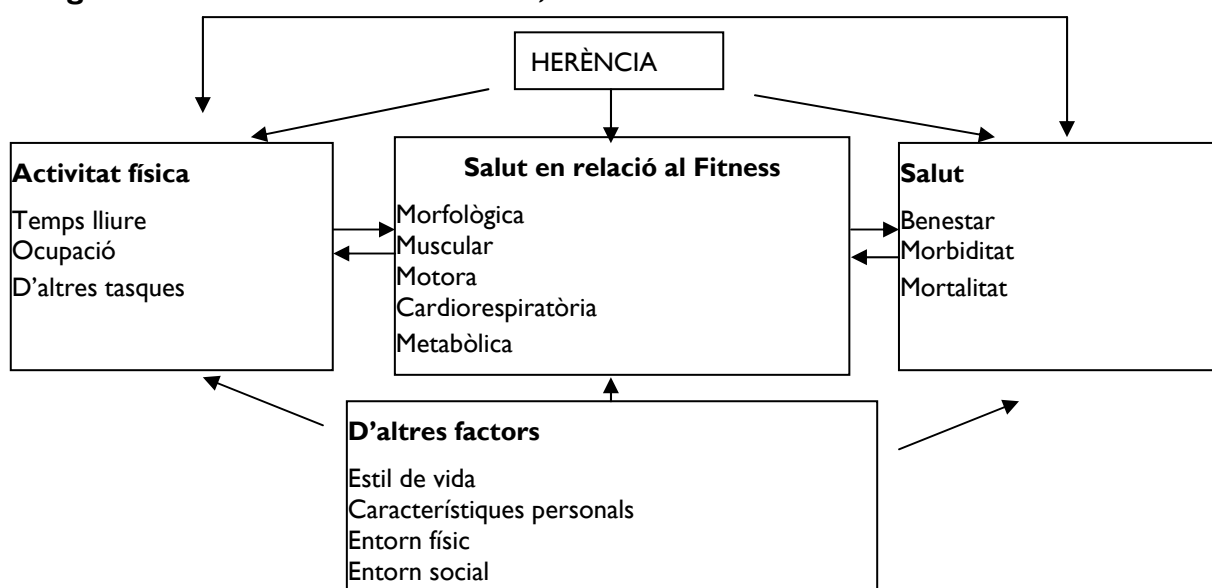 HERÈNCIA
Activitat física
Temps lliure
Ocupació
D'altres tasques
Salut en relació al Fitness
Morfològica
Muscular
Motora
Cardiorespiratòria
Metabòlica
Salut
Benestar
Morbiditat
Mortalitat
D'altres factors
Estil de vida
Característiques personals
Entorn físic
Entorn social